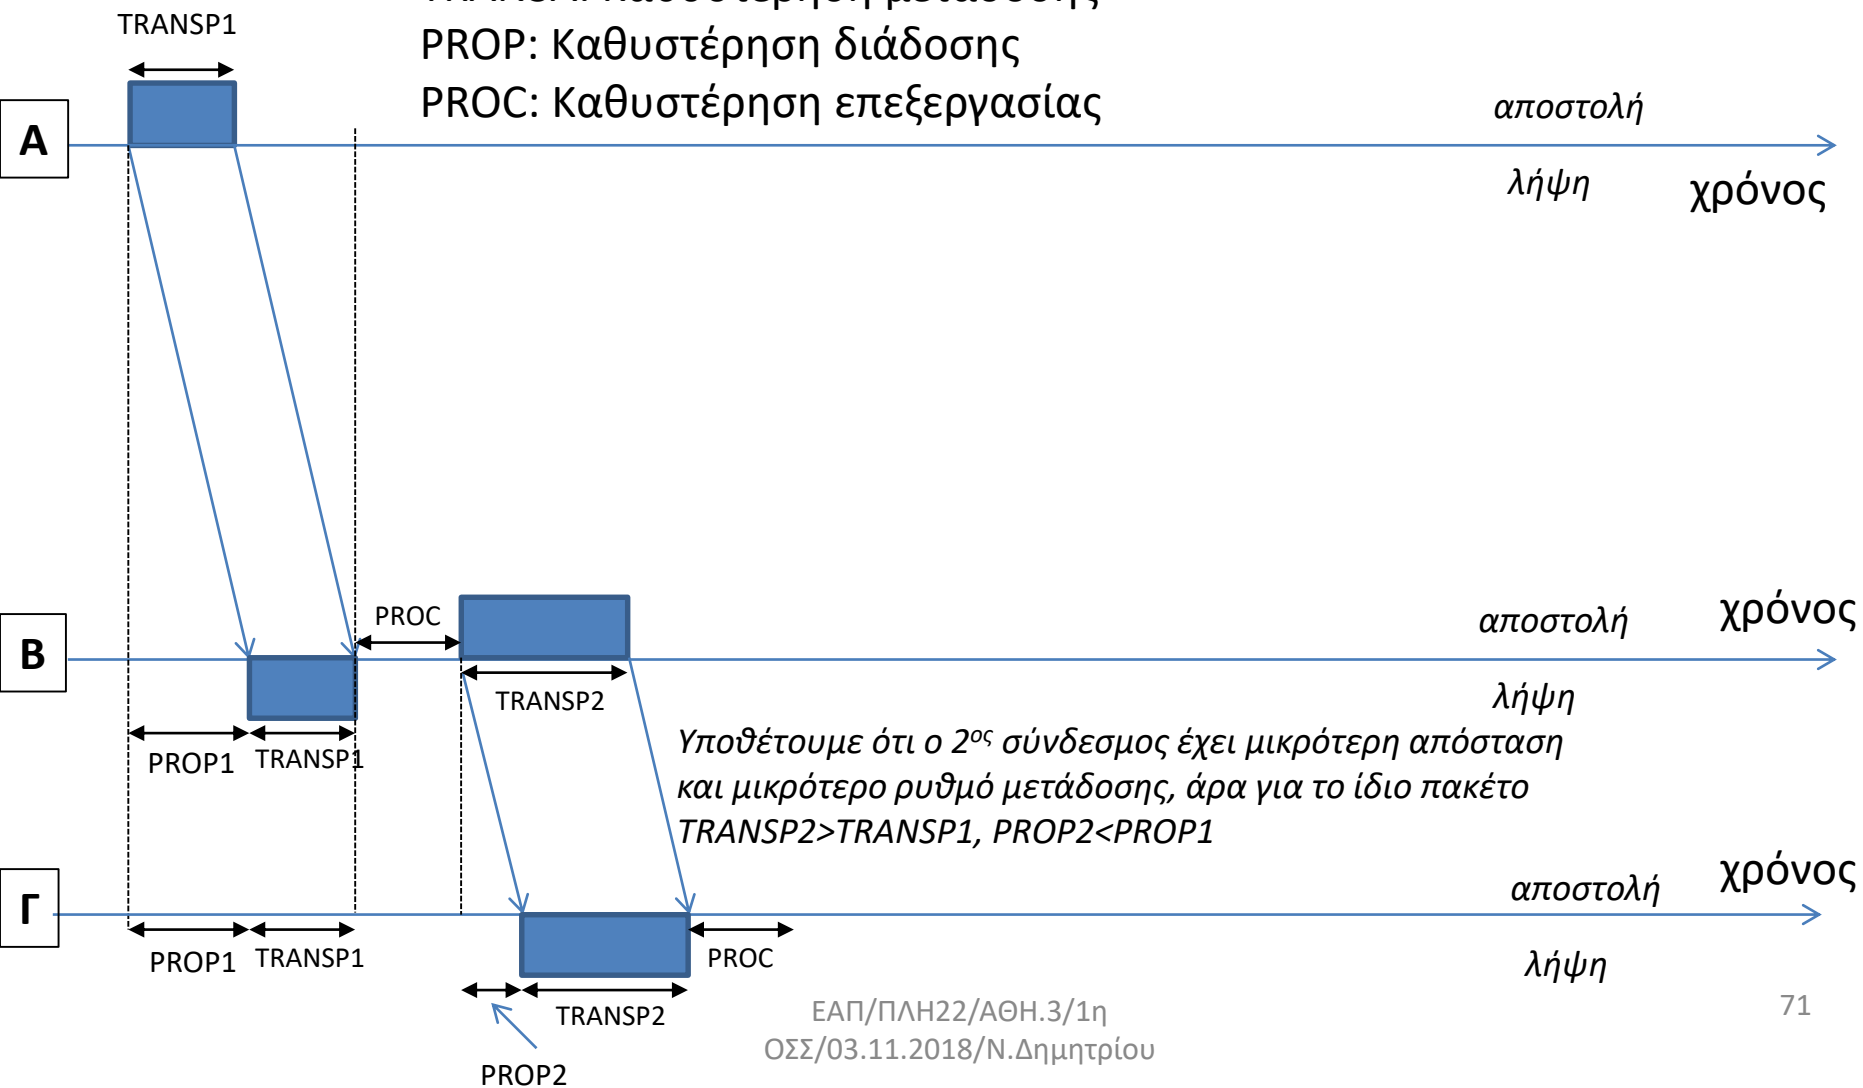 TRANSP1
PROP: Καθυστέρηση διάδοσης
PROC: Καθυστέρηση επεξεργασίας
αποστολή
A
λήψη
χρόνος
PROC
αποστολή
χρόνος
B
TRANSP2
λήψη
PROP1
TRANSP1
Υποθέτουμε ότι ο 2ος σύνδεσμος έχει μικρότερη απόσταση
και μικρότερο ρυθμό μετάδοσης, άρα για το ίδιο πακέτο
TRANSP2>TRANSP1, PROP2<PROP1
αποστολή
χρόνος
Γ
PROP1
TRANSP1
PROC
λήψη
TRANSP2
PROP2
ΕΑΠ/ΠΛΗ22/ΑΘΗ.3/1η
ΟΣΣ/03.11.2018/Ν.Δημητρίου
71